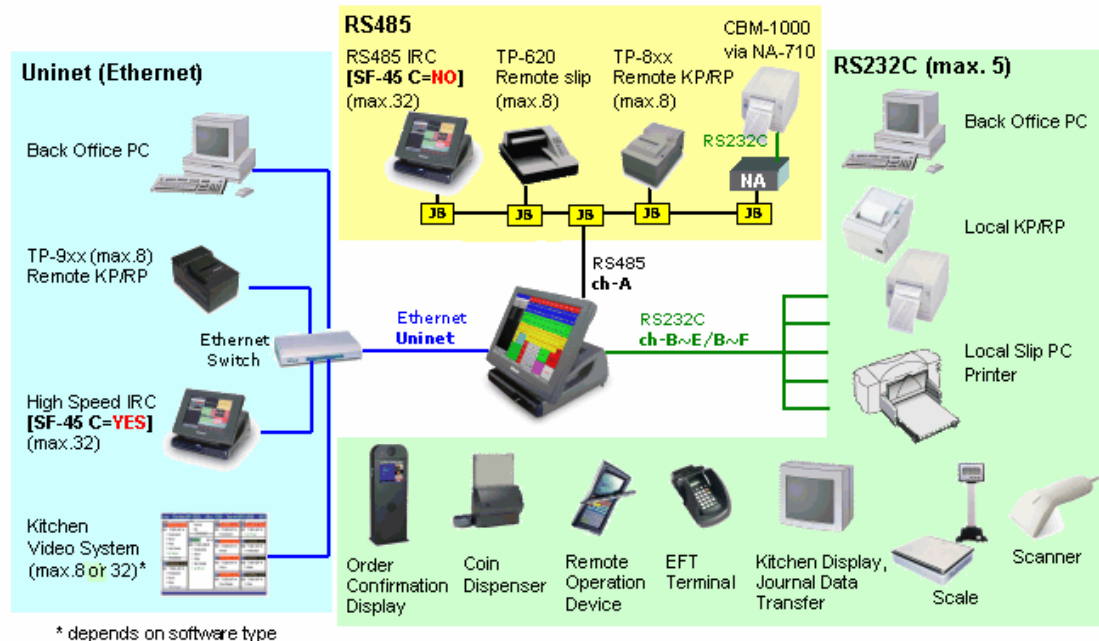 Uninet (Ethernet)
Back Office PC
TP-9xx (max.8)
Remote KP/RP
Ethernet
Switch
High Speed IRC
[SF-45 C=YES]
(max.32)
Kitchen
Video System
(max.8 or 32)*
* depends on software type
RS485
RS485 IRC
[SF-45 C=NO]
(max.32)
TP-620
Remote slip
(max.8)
TP-8xx
Remote KP/RP
(max.8)
CBM-1000
via NA-710
RS232C
NA
JB
JB
JB
JB
JB
RS485
ch-A
Ethernet
Uninet
RS232C
ch-B~E/B~F
RS232C (max. 5)
Back Office PC
Local KP/RP
Local Slip PC
Printer
Order
Confirmation
Display
Coin
Dispenser
Remote
Operation
Device
EFT
Terminal
Kitchen Display,
Journal Data
Transfer
Scale
Scanner